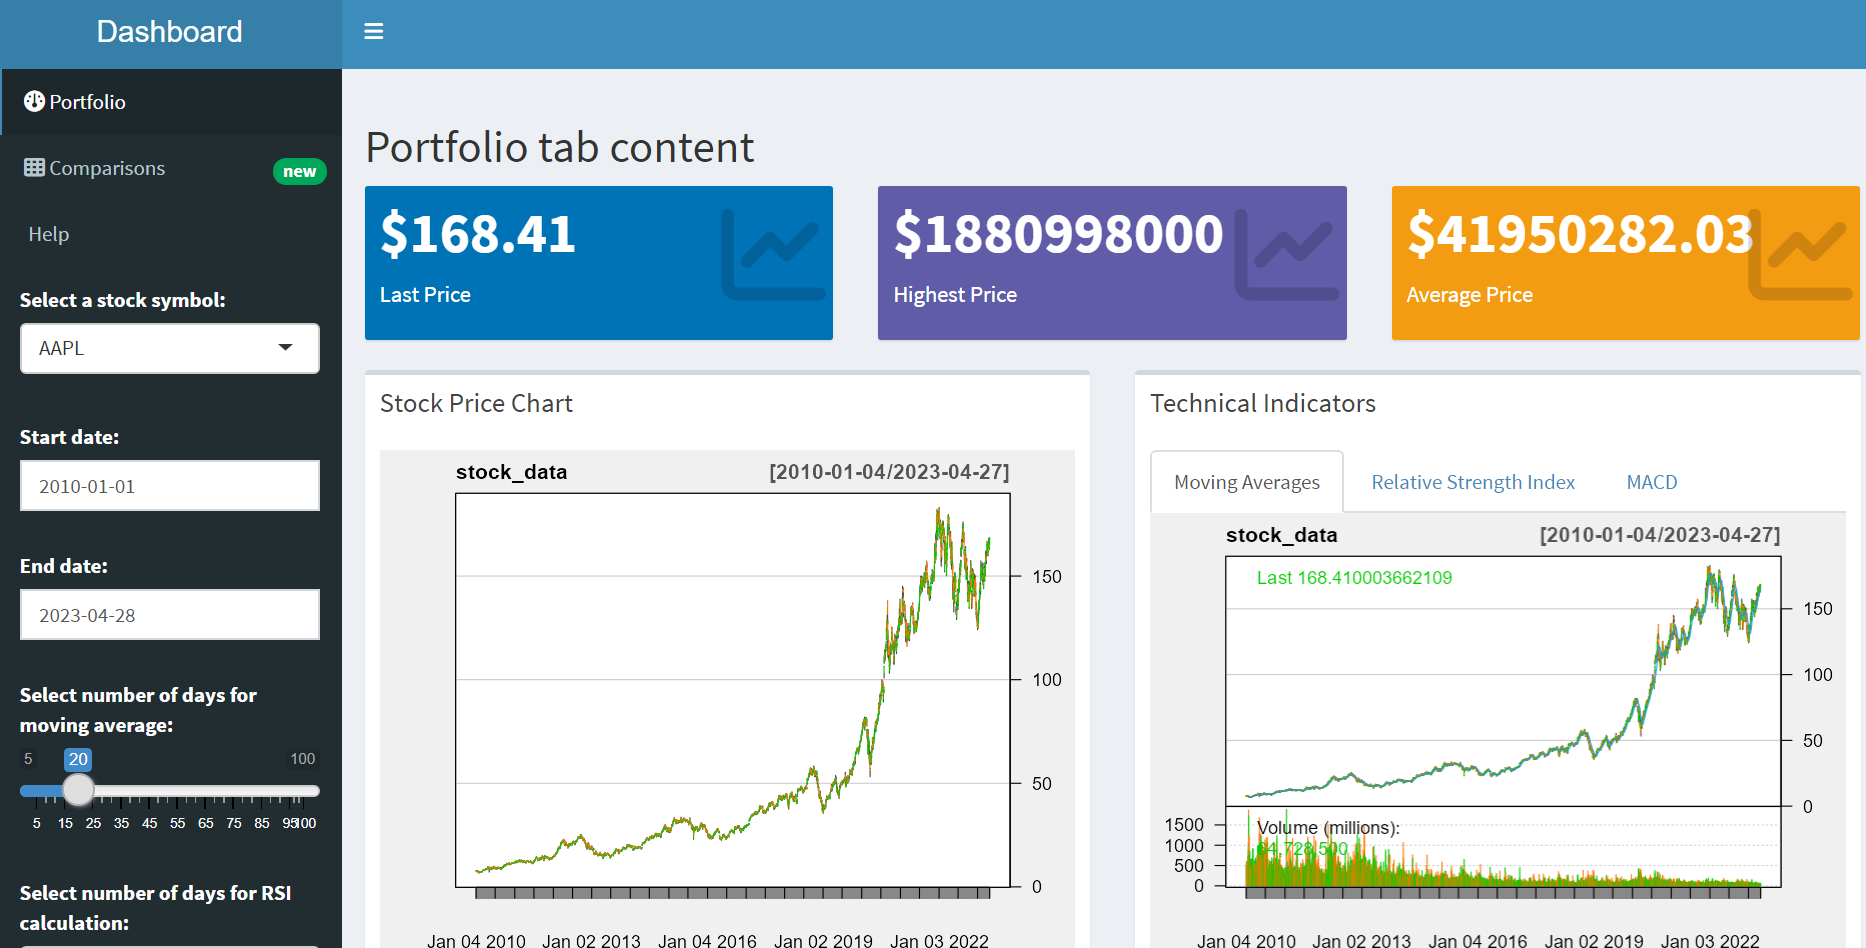 Dashboard
Portfolio
Comparisons new
Help
Select a stock symbol:
AAPL
Start date:
2010-01-01
End date:
2023-04-28
Select number of days for
moving average:
5 20 100
5 15 25 35 45 55 65 75 85 95 100
Select number of days for RSI
calculation:
Portfolio tab content
$168.41
Last Price
$1880998000
Highest Price
$41950282.03
Average Price
Stock Price Chart
stock_data [2010-01-04/2023-04-27]
150
100
50
0
Jan 04 2010 Jan 02 2013 Jan 04 2016 Jan 02 2019 Jan 03 2022
Technical Indicators
Moving Averages Relative Strength Index MACD
stock_data [2010-01-04/2023-04-27]
Last 168.410003662109
150
100
50
0
Volume (millions):
64,728,500
1500
1000
500
0
Jan 04 2010 Jan 02 2013 Jan 04 2016 Jan 02 2019 Jan 03 2022